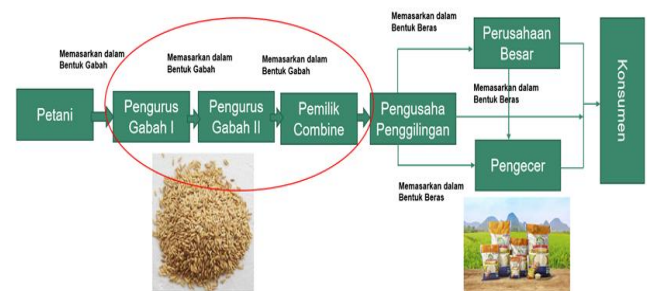 Memasarkan dalam
Bentuk Gabah
Memasarkan dalam
Bentuk Gabah
Memasarkan dalam
Bentuk Gabah
Memasarkan dalam
Bentuk Beras
Perusahaan
Besar
Memasarkan dalam
Bentuk Beras
Petani
Pengurus
Gabah I
Pengurus
Gabah II
Pemilik
Combine
Pengusaha
Penggilingan
Pengecer
Memasarkan dalam
Bentuk Beras
Konsumen